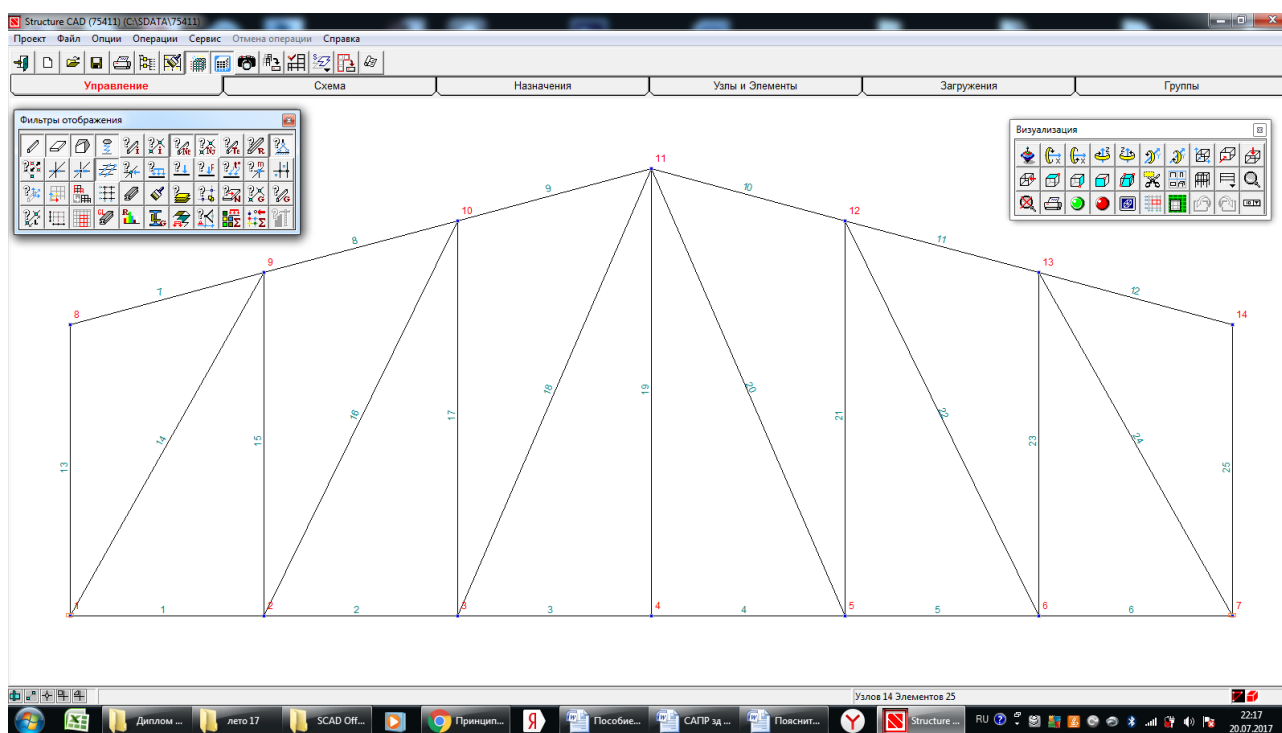 Structure CAD (75411) (C:\SDATA\75411)
Проект Файл Опции Операции Сервис Отмена операции Справка
Управление Схема Назначения Узлы и Элементы Загружения Группы
Фильтры отображения
Визуализация
11
9 10
10 12
8 11
9 13
7 12
8 14
18 20
19
16 17 21 22
14 15 23 24
13 25
1 2 3 4 5 6 7
1 2 3 4 5 6
Узлов 14 Элементов 25
Диплом ... лето 17 SCAD Off... Принцип... Я Пособие... САПР зд ... Пояснит... Structure ... RU 22:17
20.07.2017